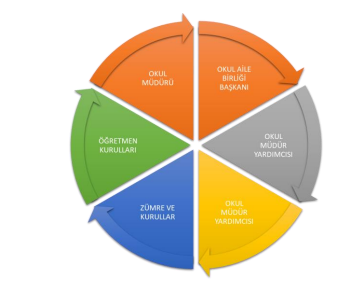 OKUL
MÜDÜRÜ
OKUL AİLE
BİRLİĞİ
BAŞKANI
OKUL
MÜDÜR
YARDIMCISI
OKUL
MÜDÜR
YARDIMCISI
ZÜMRE VE
KURULLAR
ÖĞRETMEN
KURULLARI